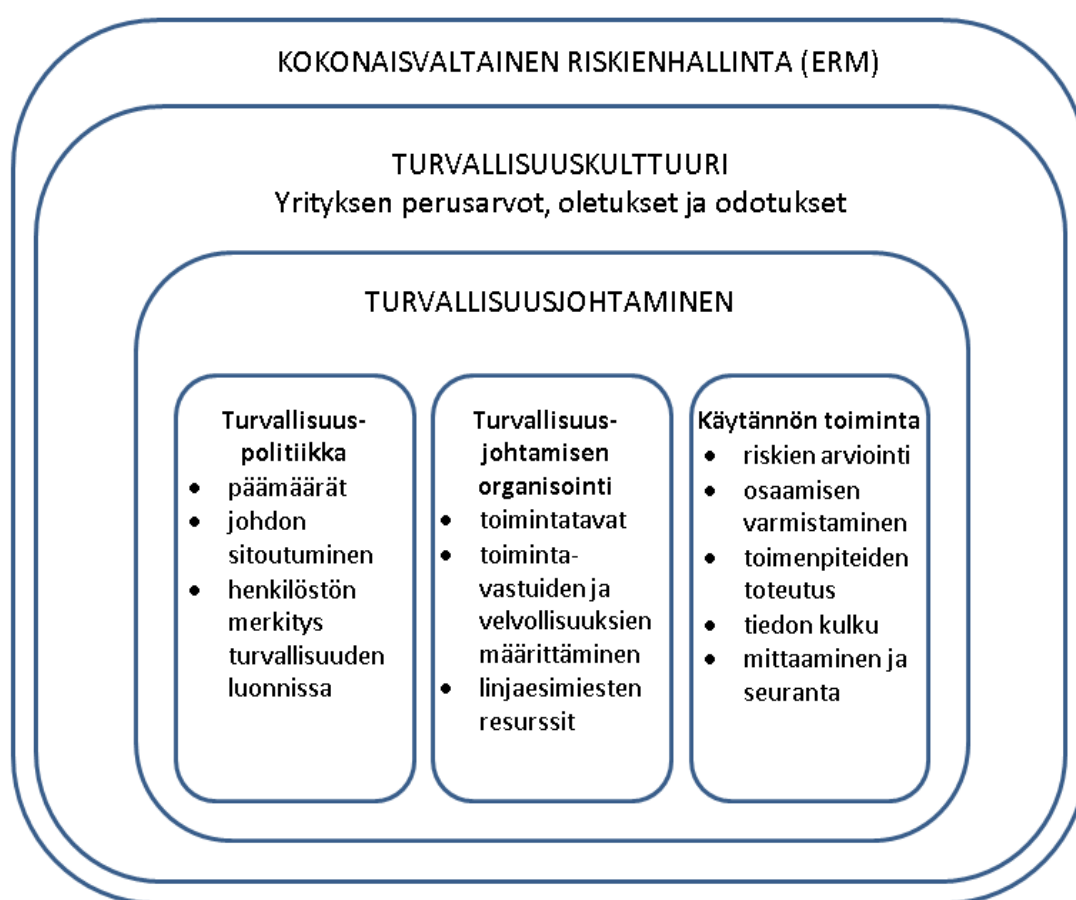 KOKONAISVALTAINEN RISKIENHALLINTA (ERM)
TURVALLISUUSKULTTUURI
Yrityksen perusarvot, oletukset ja odotukset
TURVALLISUUSJOHTAMINEN
Turvallisuus-
politiikka
• päämäärät
• johdon
sitoutuminen
• henkilöstön
merkitys
turvallisuuden
luonnissa
Turvallisuus-
johtamisen
organisointi
• toimintatavat
• toiminta-
vastuiden ja
velvollisuuksien
määrittäminen
• linjaesimiesten
resurssit
Käytännön toiminta
• riskien arviointi
• osaamisen
varmistaminen
• toimenpiteiden
toteutus
• tiedon kulku
• mittaaminen ja
seuranta